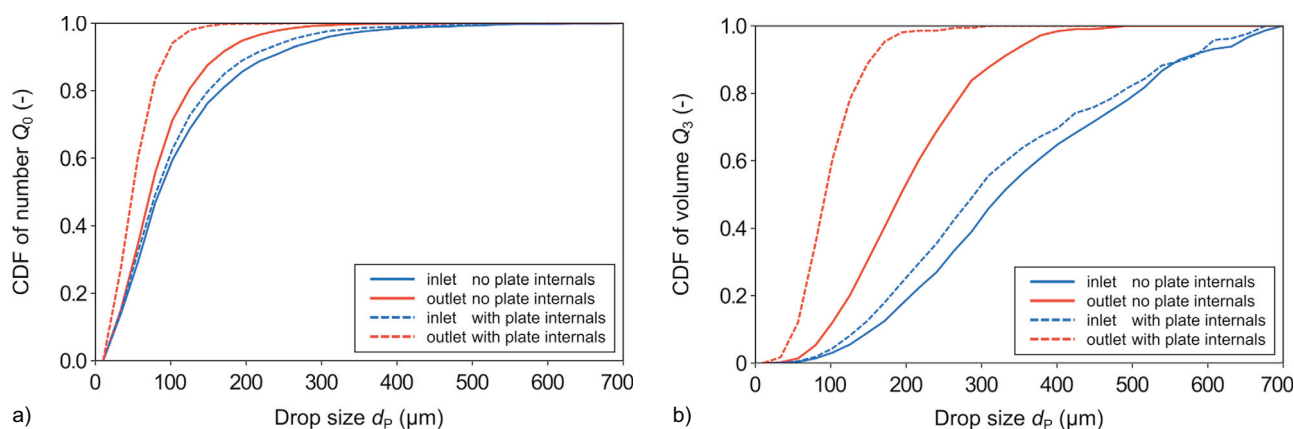 CDF of number Q₀ (-)
1.0
0.8
0.6
0.4
0.2
0.0
0 100 200 300 400 500 600 700
Drop size dₚ (µm)
inlet no plate internals
outlet no plate internals
inlet with plate internals
outlet with plate internals
a)
CDF of volume Q₃ (-)
1.0
0.8
0.6
0.4
0.2
0
0 100 200 300 400 500 600 700
Drop size dₚ (µm)
inlet no plate internals
outlet no plate internals
inlet with plate internals
outlet with plate internals
b)